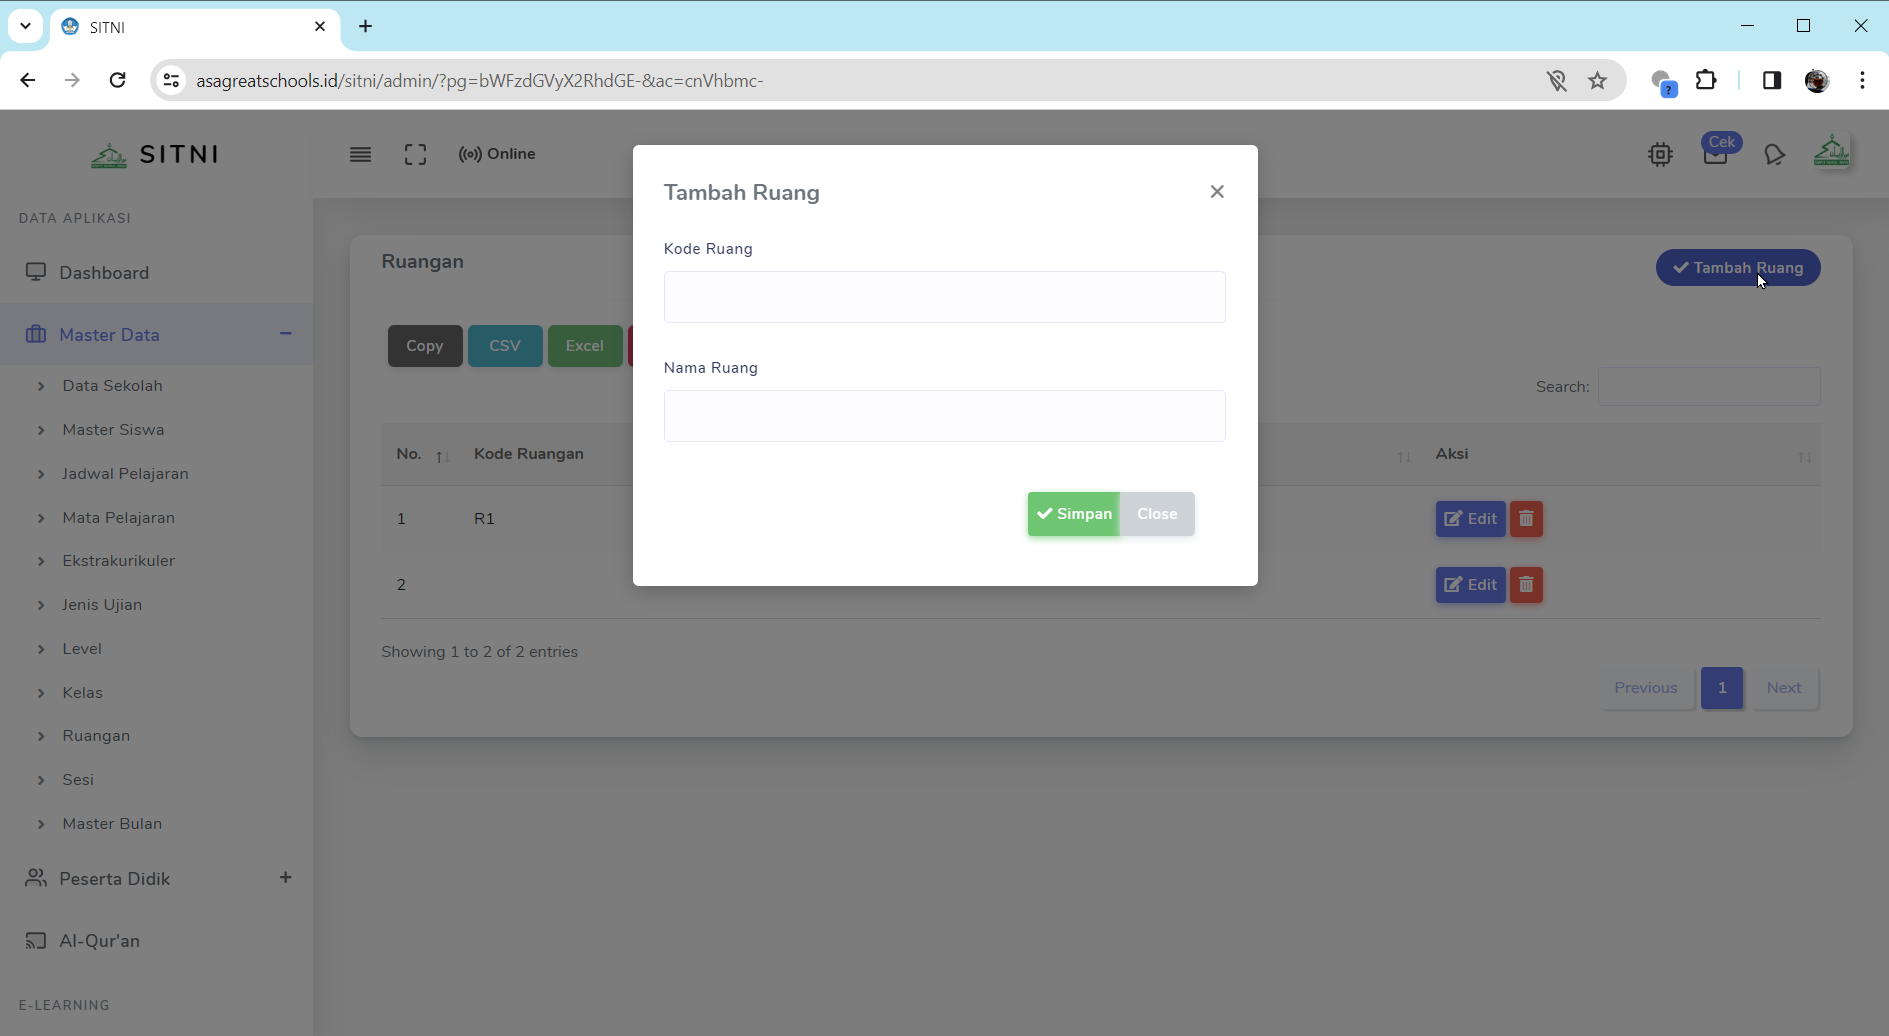 SITNI
asagreatschools.id/sitni/admin/?pg=bWFzdGVyX2RhdGE-&ac=cnVhbmc-
?
SITNI
Online
Cek
DATA APLIKASI
Dashboard
Master Data
Data Sekolah
Master Siswa
Jadwal Pelajaran
Mata Pelajaran
Ekstrakurikuler
Jenis Ujian
Level
Kelas
Ruangan
Sesi
Master Bulan
Peserta Didik
Al-Qur'an
E-LEARNING
Ruangan
Tambah Ruang
Copy CSV Excel
Search:
No. Kode Ruangan Aksi
1 R1 Edit
2 Edit
Showing 1 to 2 of 2 entries
Previous 1 Next
Tambah Ruang
Kode Ruang
Nama Ruang
Simpan Close